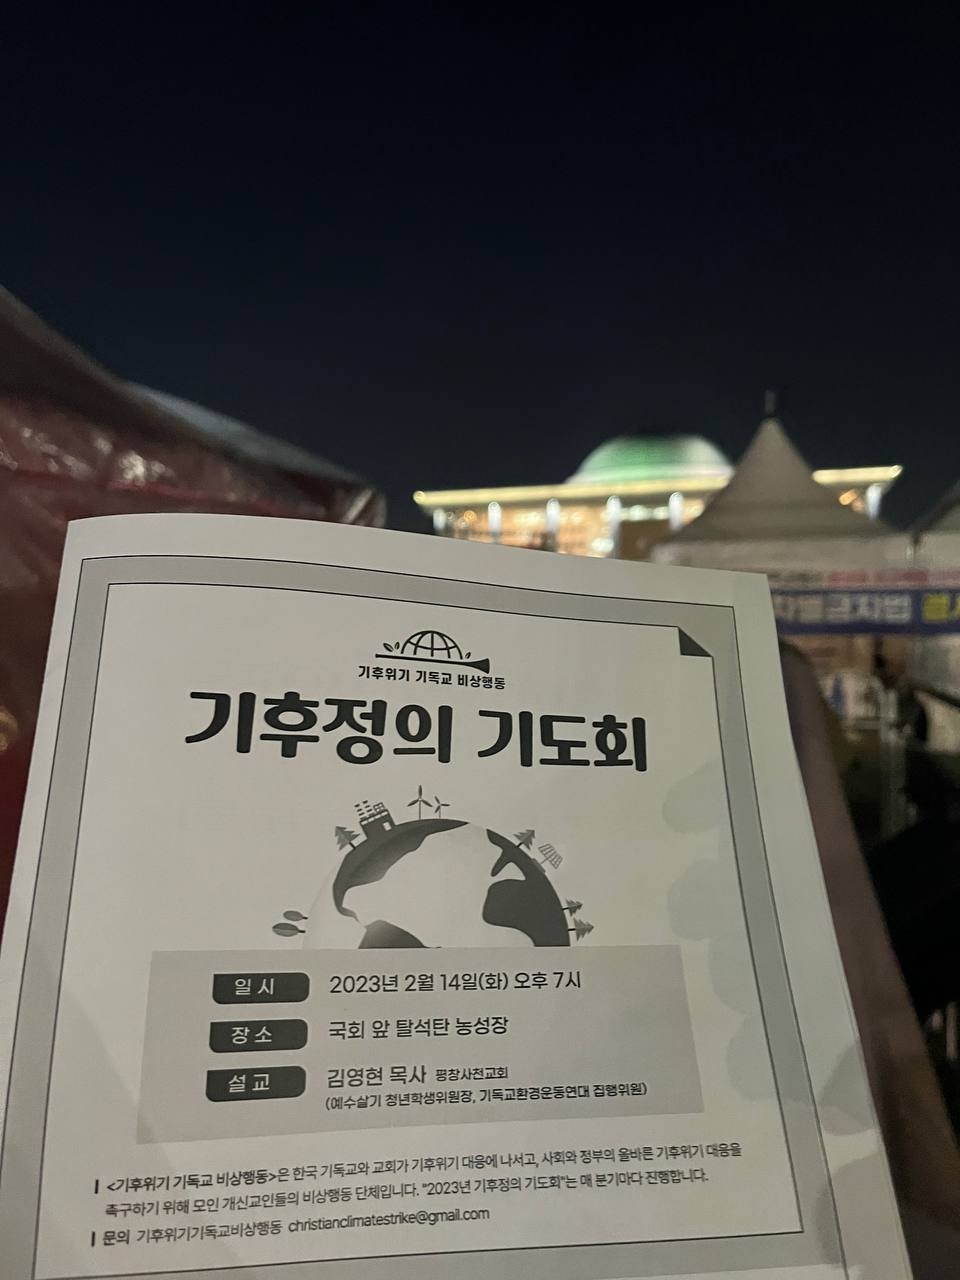 차별금지법
기후위기 기독교 비상행동
기후정의 기도회
일시 2023년 2월 14일(화) 오후 7시
장소 국회 앞 탈석탄 농성장
설교 김영현 목사 평창사천교회
(예수살기 청년학생위원장, 기독교환경운동연대 집행위원)
<기후위기 기독교 비상행동>은 한국 기독교와 교회가 기후위기 대응에 나서고, 사회와 정부의 올바른 기후위기 대응을
촉구하기 위해 모인 개신교인들의 비상행동 단체입니다. "2023년 기후정의 기도회"는 매 분기마다 진행합니다.
문의 기후위기기독교비상행동 christianclimatestrike@gmail.com